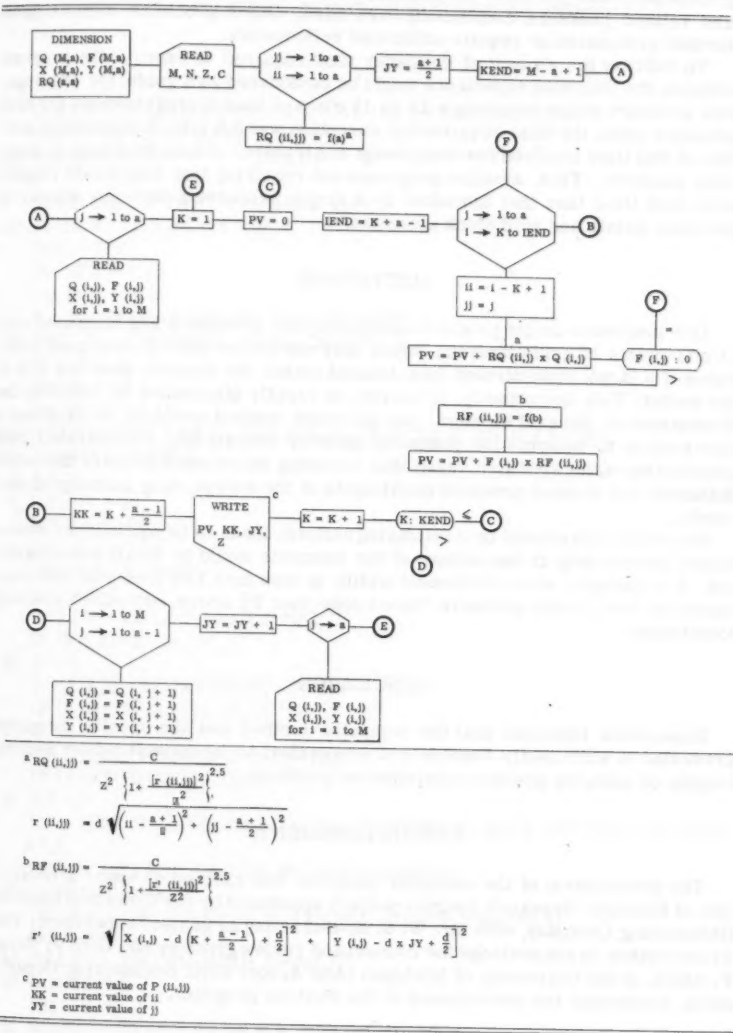 DIMENSION
Q (M,a), F (M,a)
X (M,a), Y (M,a)
RQ (a,a)
READ
M, N, Z, C
jj → 1 to a
ii → 1 to a
RQ (ii,jj) = f(a)ᵃ
JY = (a+1)/2
KEND= M − a + 1
A
F
A
j → 1 to a
READ
Q (i,j), F (i,j)
X (i,j), Y (i,j)
for i = 1 to M
E
K = 1
C
PV = 0
IEND = K + a − 1
j → 1 to a
i → K to IEND
B
ii = i − K + 1
jj = j
F
=
a
PV = PV + RQ (ii,jj) x Q (i,j)
F (i,j) : 0
>
b
RF (ii,jj) = f(b)
PV = PV + F (i,j) x RF (ii,jj)
B
KK = K + (a − 1)/2
c
WRITE
PV, KK, JY,
Z
K = K + 1
K: KEND
≤
C
>
D
D
i → 1 to M
j → 1 to a − 1
Q (i,j) = Q (i, j + 1)
F (i,j) = F (i, j + 1)
X (i,j) = X (i, j + 1)
Y (i,j) = Y (i, j + 1)
JY = JY + 1
j → a
E
READ
Q (i,j), F (i,j)
X (i,j), Y (i,j)
for i = 1 to M
ᵃ RQ (ii,jj) = C / Z² {1 + [r (ii,jj)]²/Z²}^2.5
r (ii,jj) = d √((ii − (a + 1)/2)² + (jj − (a + 1)/2)²)
ᵇ RF (ii,jj) = C / Z² {1 + [r' (ii,jj)]²/Z²}^2.5
r' (ii,jj) = √([X (i,j) − d (K + (a − 1)/2) + d/2]² + [Y (i,j) − d x JY + d/2]²)
ᶜ PV = current value of P (ii,jj)
KK = current value of ii
JY = current value of jj